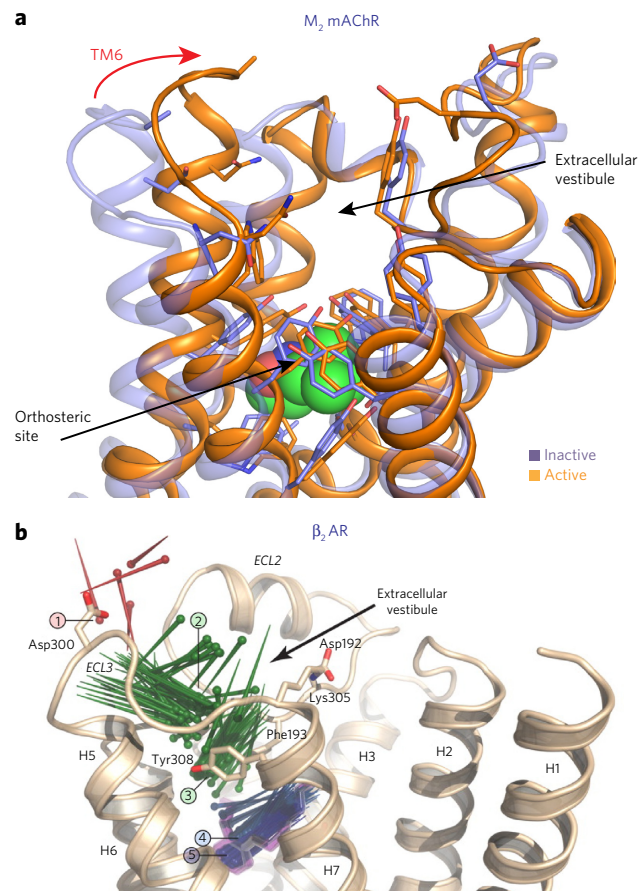 a
M₂ mAChR
TM6
Extracellular
vestibule
Orthosteric
site
Inactive
Active
b
β₂ AR
ECL2
Extracellular
vestibule
1
2
Asp300
Asp192
ECL3
Lys305
Phe193
H5
Tyr308
H3
H2
H1
3
4
H6
5
H7